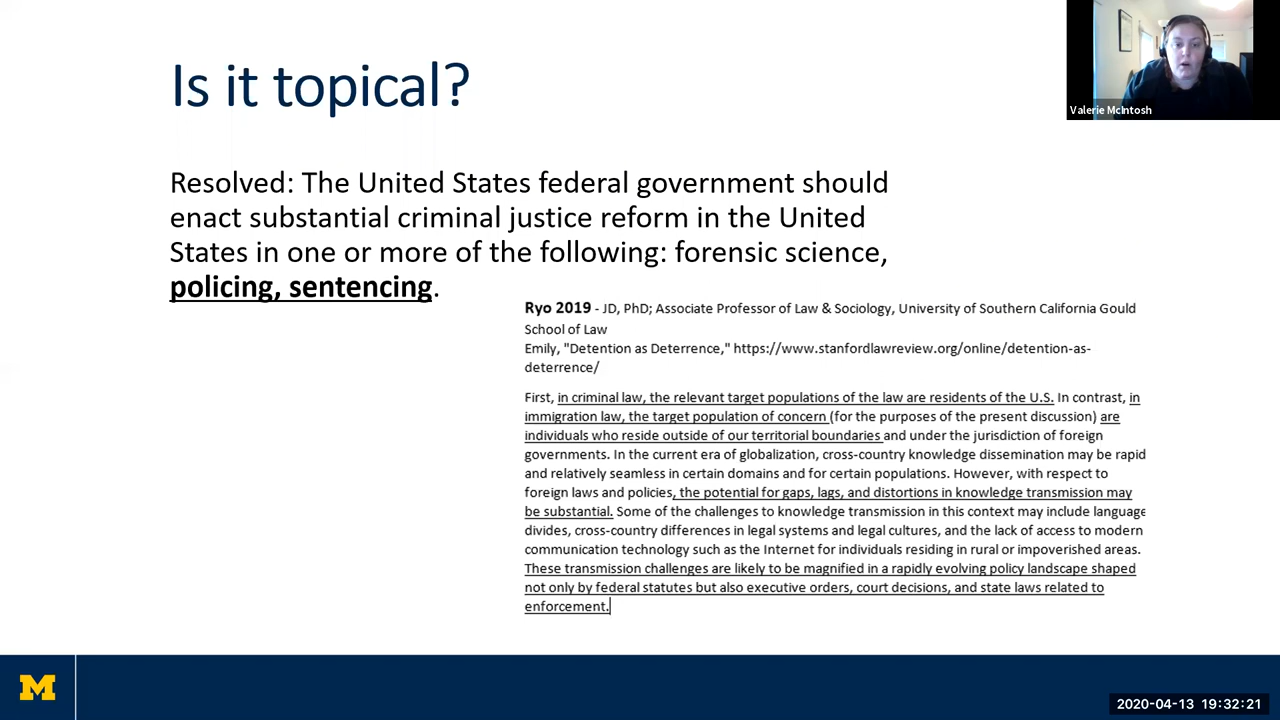 Is it topical?
Valerie McIntosh
Resolved: The United States federal government should
enact substantial criminal justice reform in the United
States in one or more of the following: forensic science,
policing, sentencing.
Ryo 2019 - JD, PhD; Associate Professor of Law & Sociology, University of Southern California Gould
School of Law
Emily, "Detention as Deterrence," https://www.stanfordlawreview.org/online/detention-as-
deterrence/
First, in criminal law, the relevant target populations of the law are residents of the U.S. In contrast, in
immigration law, the target population of concern (for the purposes of the present discussion) are
individuals who reside outside of our territorial boundaries and under the jurisdiction of foreign
governments. In the current era of globalization, cross-country knowledge dissemination may be rapid
and relatively seamless in certain domains and for certain populations. However, with respect to
foreign laws and policies, the potential for gaps, lags, and distortions in knowledge transmission may
be substantial. Some of the challenges to knowledge transmission in this context may include language
divides, cross-country differences in legal systems and legal cultures, and the lack of access to modern
communication technology such as the Internet for individuals residing in rural or impoverished areas.
These transmission challenges are likely to be magnified in a rapidly evolving policy landscape shaped
not only by federal statutes but also executive orders, court decisions, and state laws related to
enforcement.
M
2020-04-13 19:32:21